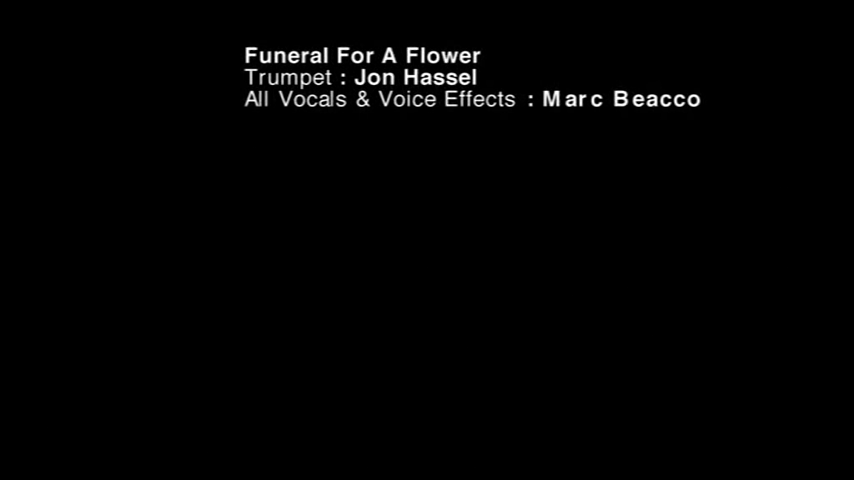 Funeral For A Flower
Trumpet : Jon Hassel
All Vocals & Voice Effects : Marc Beacco